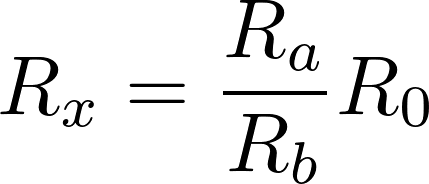 $R_x = \frac{R_a}{R_b} R_0$